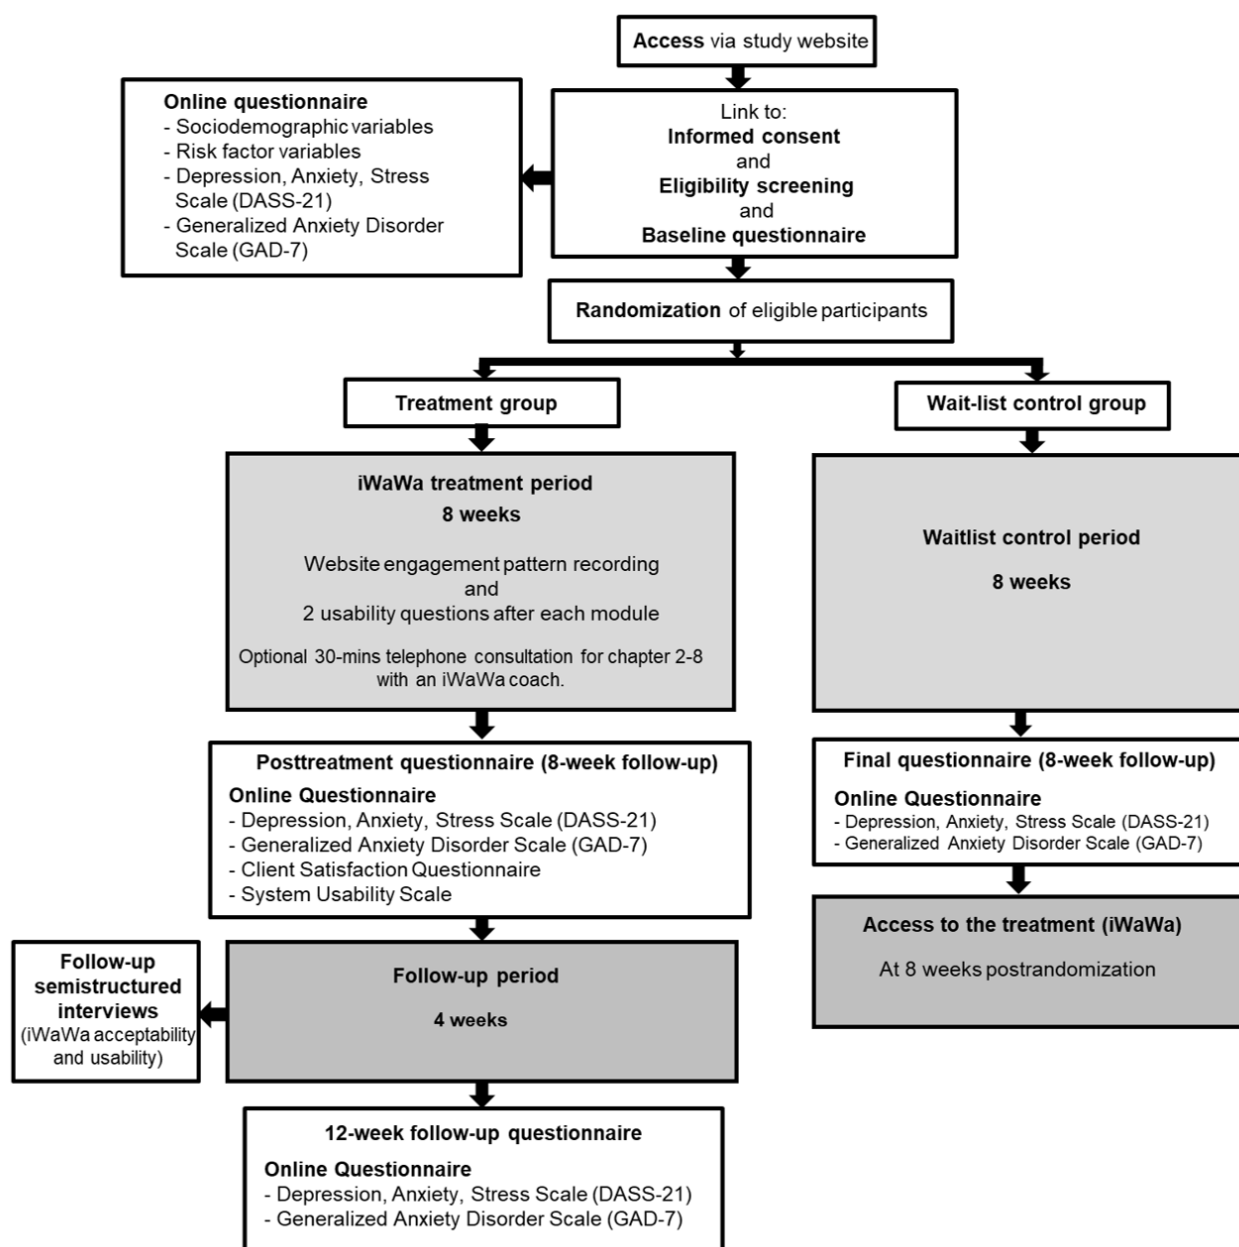 Access via study website
Online questionnaire
- Sociodemographic variables
- Risk factor variables
- Depression, Anxiety, Stress
Scale (DASS-21)
- Generalized Anxiety Disorder
Scale (GAD-7)
Link to:
Informed consent
and
Eligibility screening
and
Baseline questionnaire
Randomization of eligible participants
Treatment group
Wait-list control group
iWaWa treatment period
8 weeks
Website engagement pattern recording
and
2 usability questions after each module
Optional 30-mins telephone consultation for chapter 2-8
with an iWaWa coach.
Waitlist control period
8 weeks
Posttreatment questionnaire (8-week follow-up)
Online Questionnaire
- Depression, Anxiety, Stress Scale (DASS-21)
- Generalized Anxiety Disorder Scale (GAD-7)
- Client Satisfaction Questionnaire
- System Usability Scale
Final questionnaire (8-week follow-up)
Online Questionnaire
- Depression, Anxiety, Stress Scale (DASS-21)
- Generalized Anxiety Disorder Scale (GAD-7)
Access to the treatment (iWaWa)
At 8 weeks postrandomization
Follow-up
semistructured
interviews
(iWaWa acceptability
and usability)
Follow-up period
4 weeks
12-week follow-up questionnaire
Online Questionnaire
- Depression, Anxiety, Stress Scale (DASS-21)
- Generalized Anxiety Disorder Scale (GAD-7)